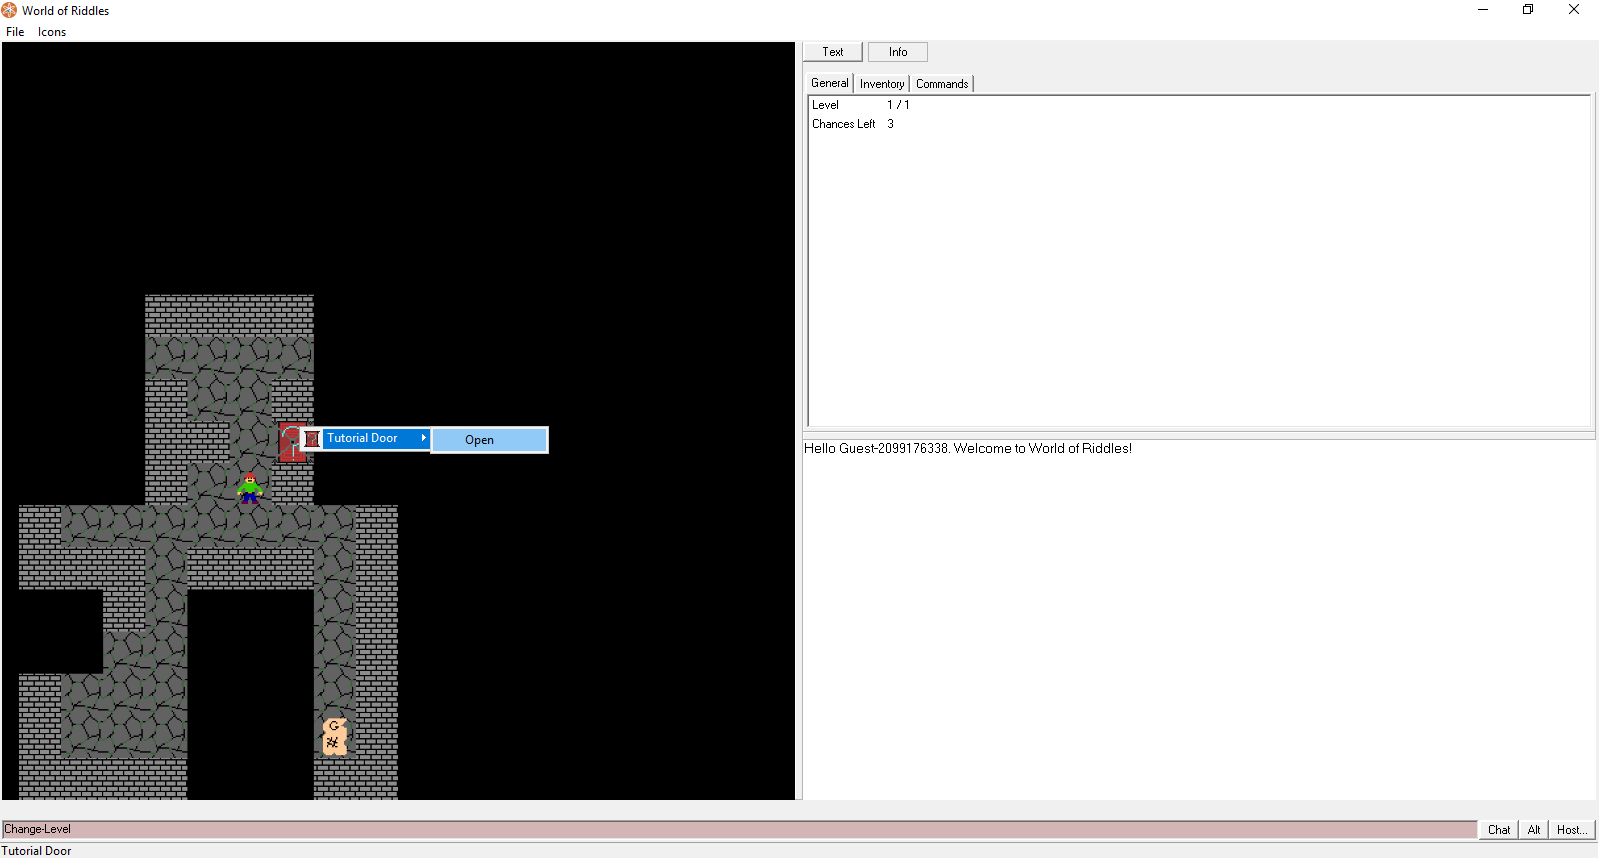 World of Riddles
File Icons
Text Info
General Inventory Commands
Level 1 / 1
Chances Left 3
Tutorial Door Open
Hello Guest-2099176338. Welcome to World of Riddles!
G
#
Change-Level Chat Alt Host...
Tutorial Door